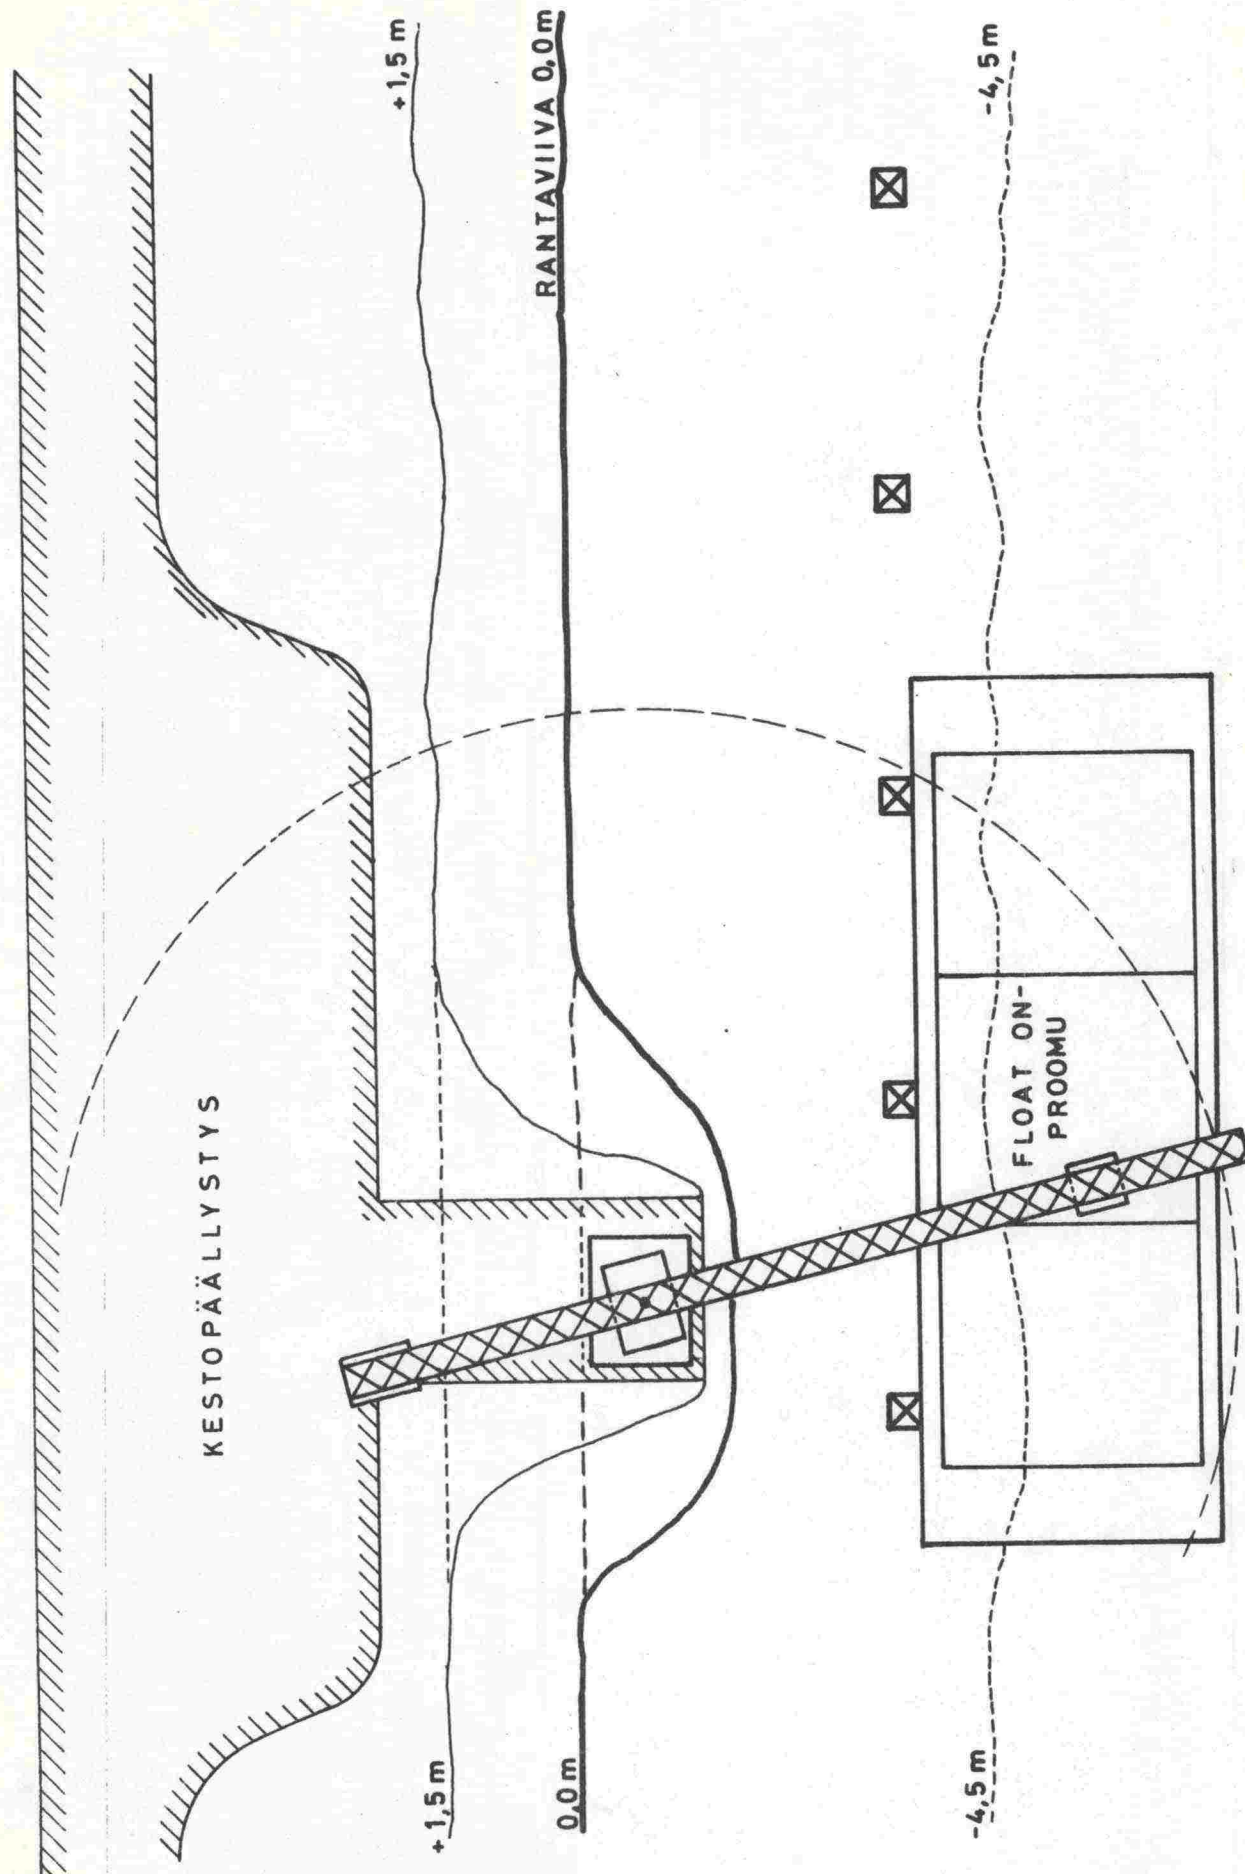 KESTOPÄÄLLYSTYS
+1,5 m
+1,5 m
0,0 m
RANTAVIIVA 0,0 m
FLOAT ON-
PROOMU
-4,5 m
-4,5 m